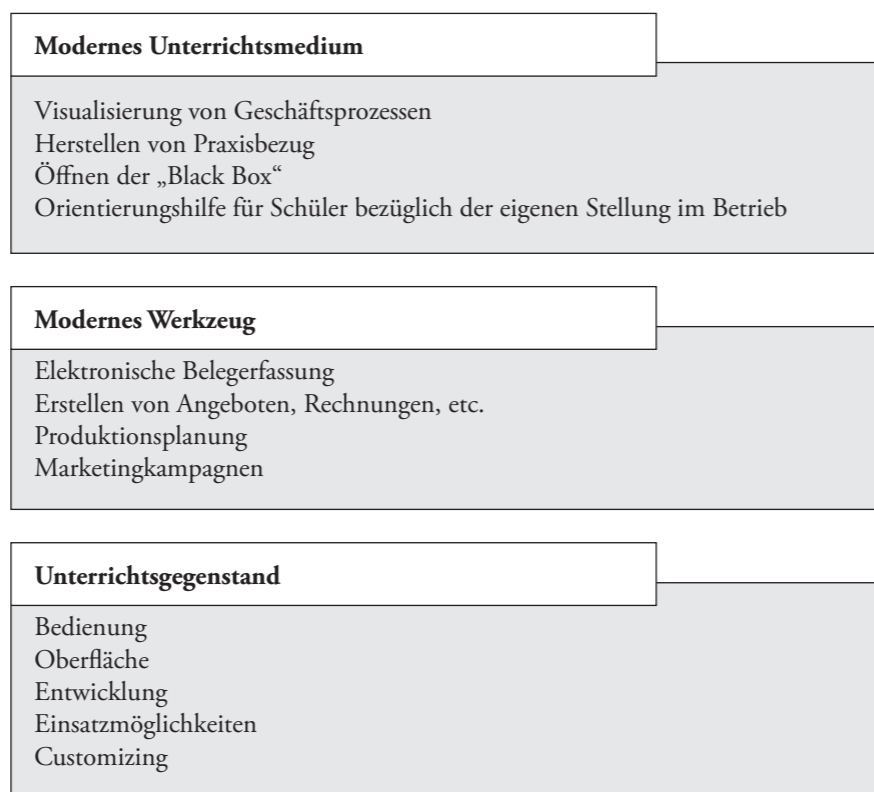 Modernes Unterrichtsmedium
Visualisierung von Geschäftsprozessen
Herstellen von Praxisbezug
Öffnen der „Black Box“
Orientierungshilfe für Schüler bezüglich der eigenen Stellung im Betrieb
Modernes Werkzeug
Elektronische Belegerfassung
Erstellen von Angeboten, Rechnungen, etc.
Produktionsplanung
Marketingkampagnen
Unterrichtsgegenstand
Bedienung
Oberfläche
Entwicklung
Einsatzmöglichkeiten
Customizing